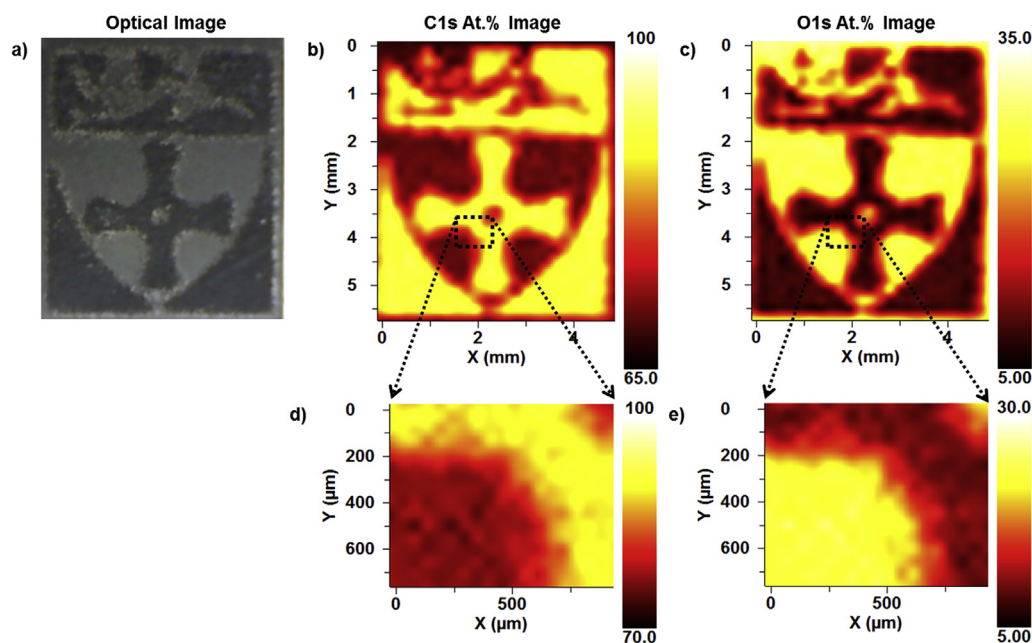 Optical Image
C1s At.% Image
O1s At.% Image
a)
b)
c)
0
1
2
3
4
5
Y (mm)
0
2
4
X (mm)
100
65.0
0
1
2
3
4
5
Y (mm)
0
2
4
X (mm)
35.0
5.00
d)
e)
0
200
400
600
Y (µm)
0
500
X (µm)
100
70.0
0
200
400
600
Y (µm)
0
500
X (µm)
30.0
5.00